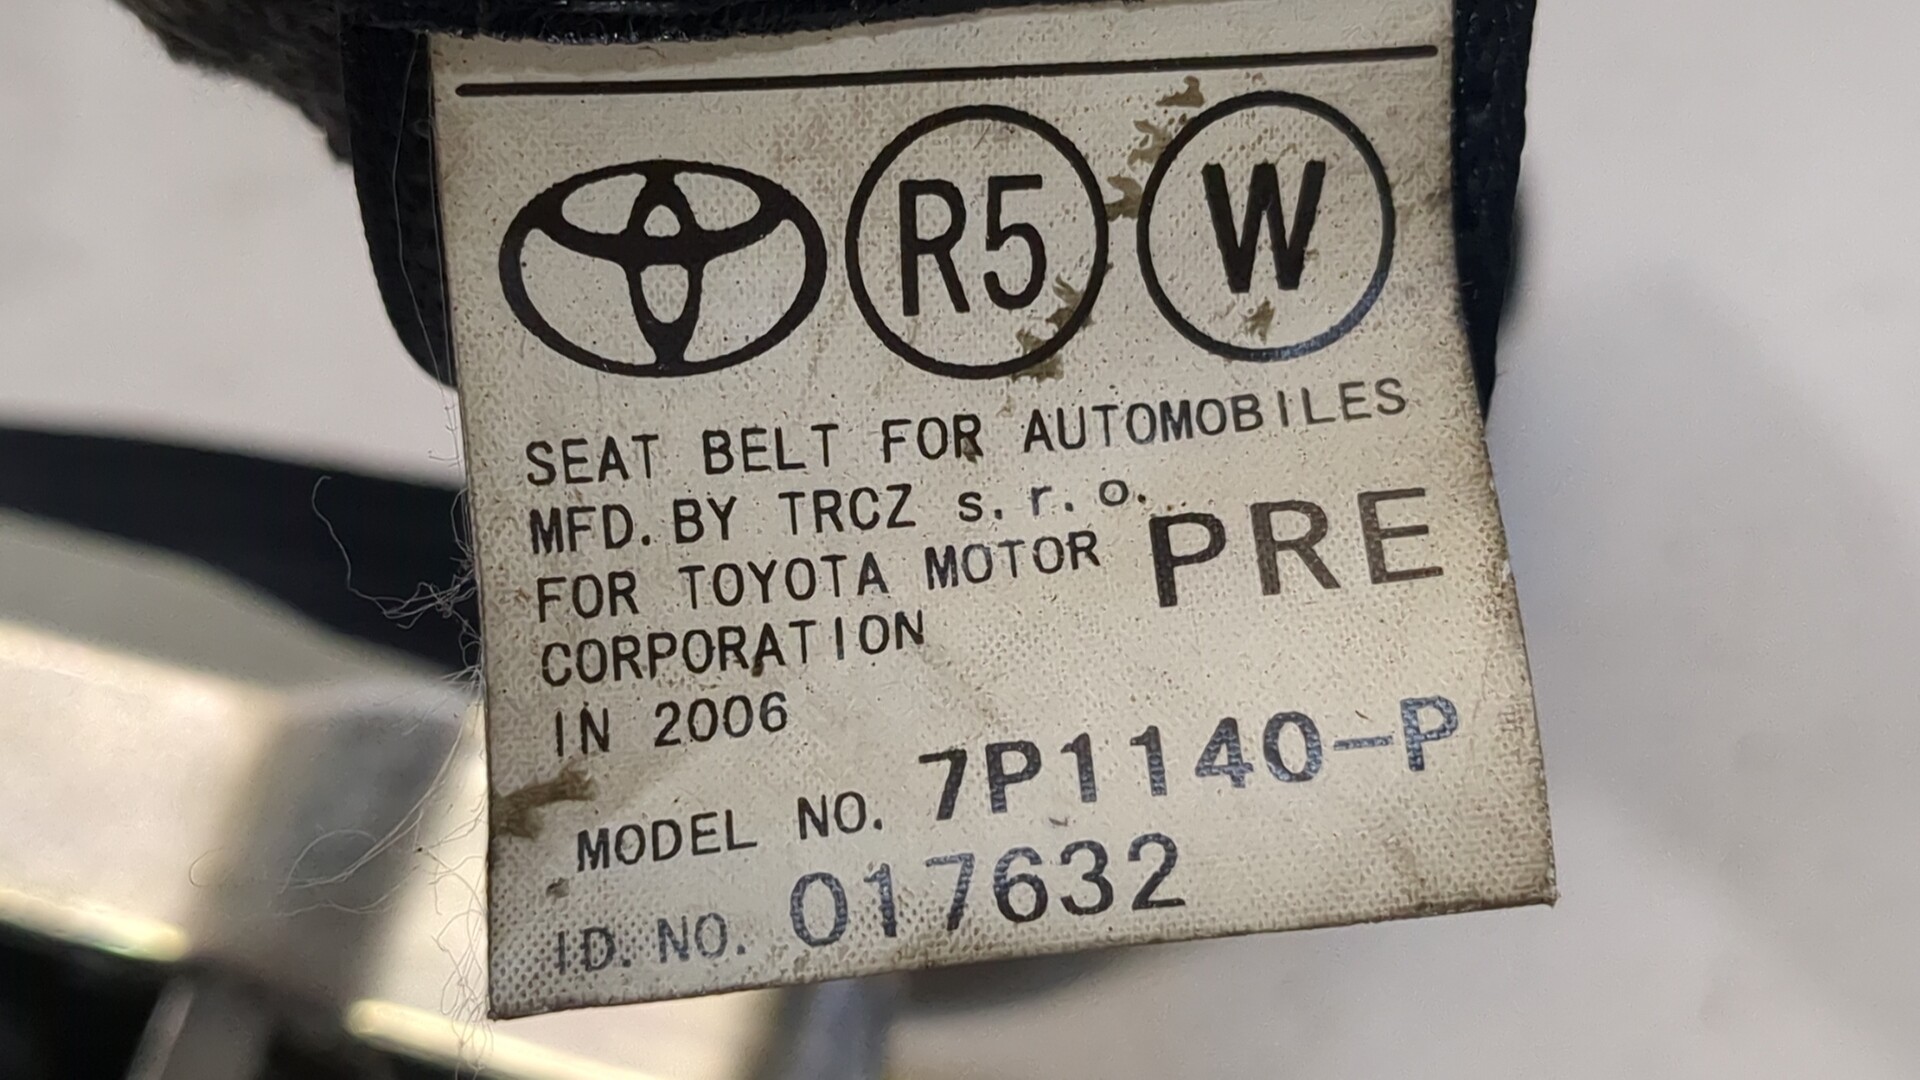 R5 W
SEAT BELT FOR AUTOMOBILES
MFD. BY TRCZ s. r. o.
FOR TOYOTA MOTOR PRE
CORPORATION
IN 2006
MODEL NO. 7P1140-P
ID. NO. 017632